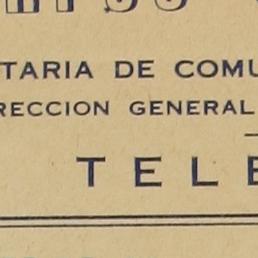 TARIA DE COMU
RECCION GENERAL
TELE